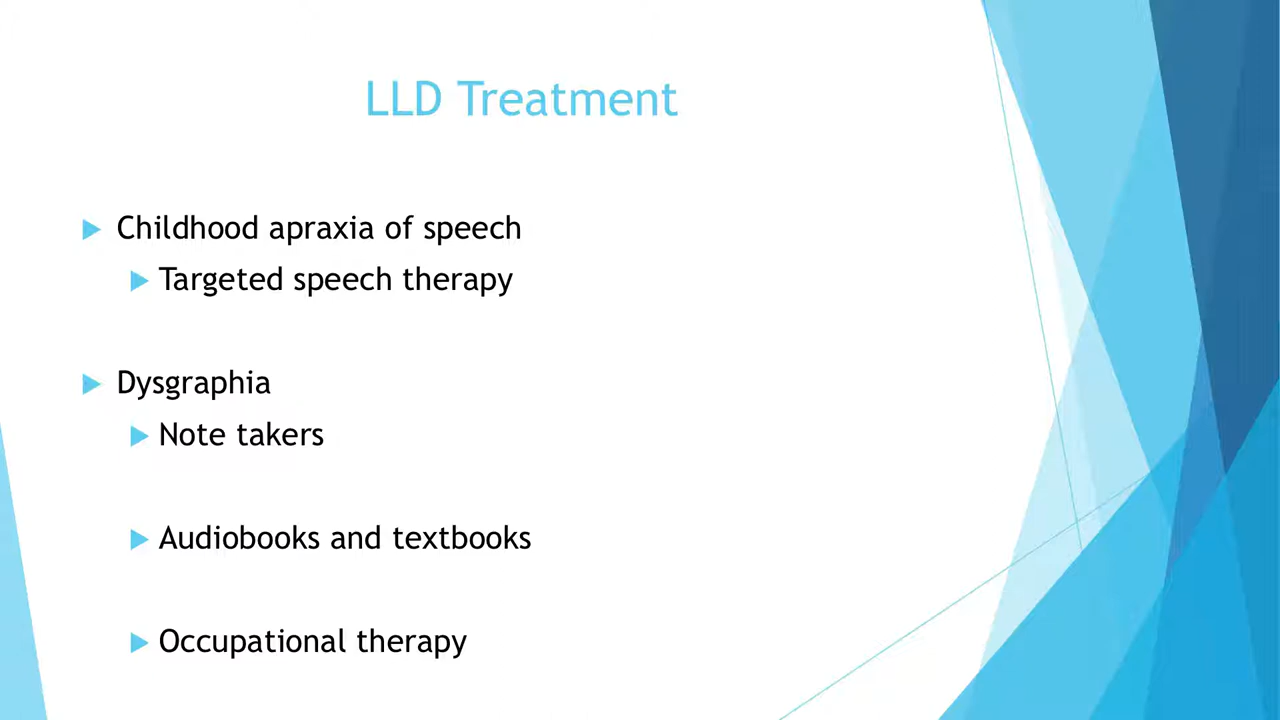 LLD Treatment
Childhood apraxia of speech
Targeted speech therapy
Dysgraphia
Note takers
Audiobooks and textbooks
Occupational therapy